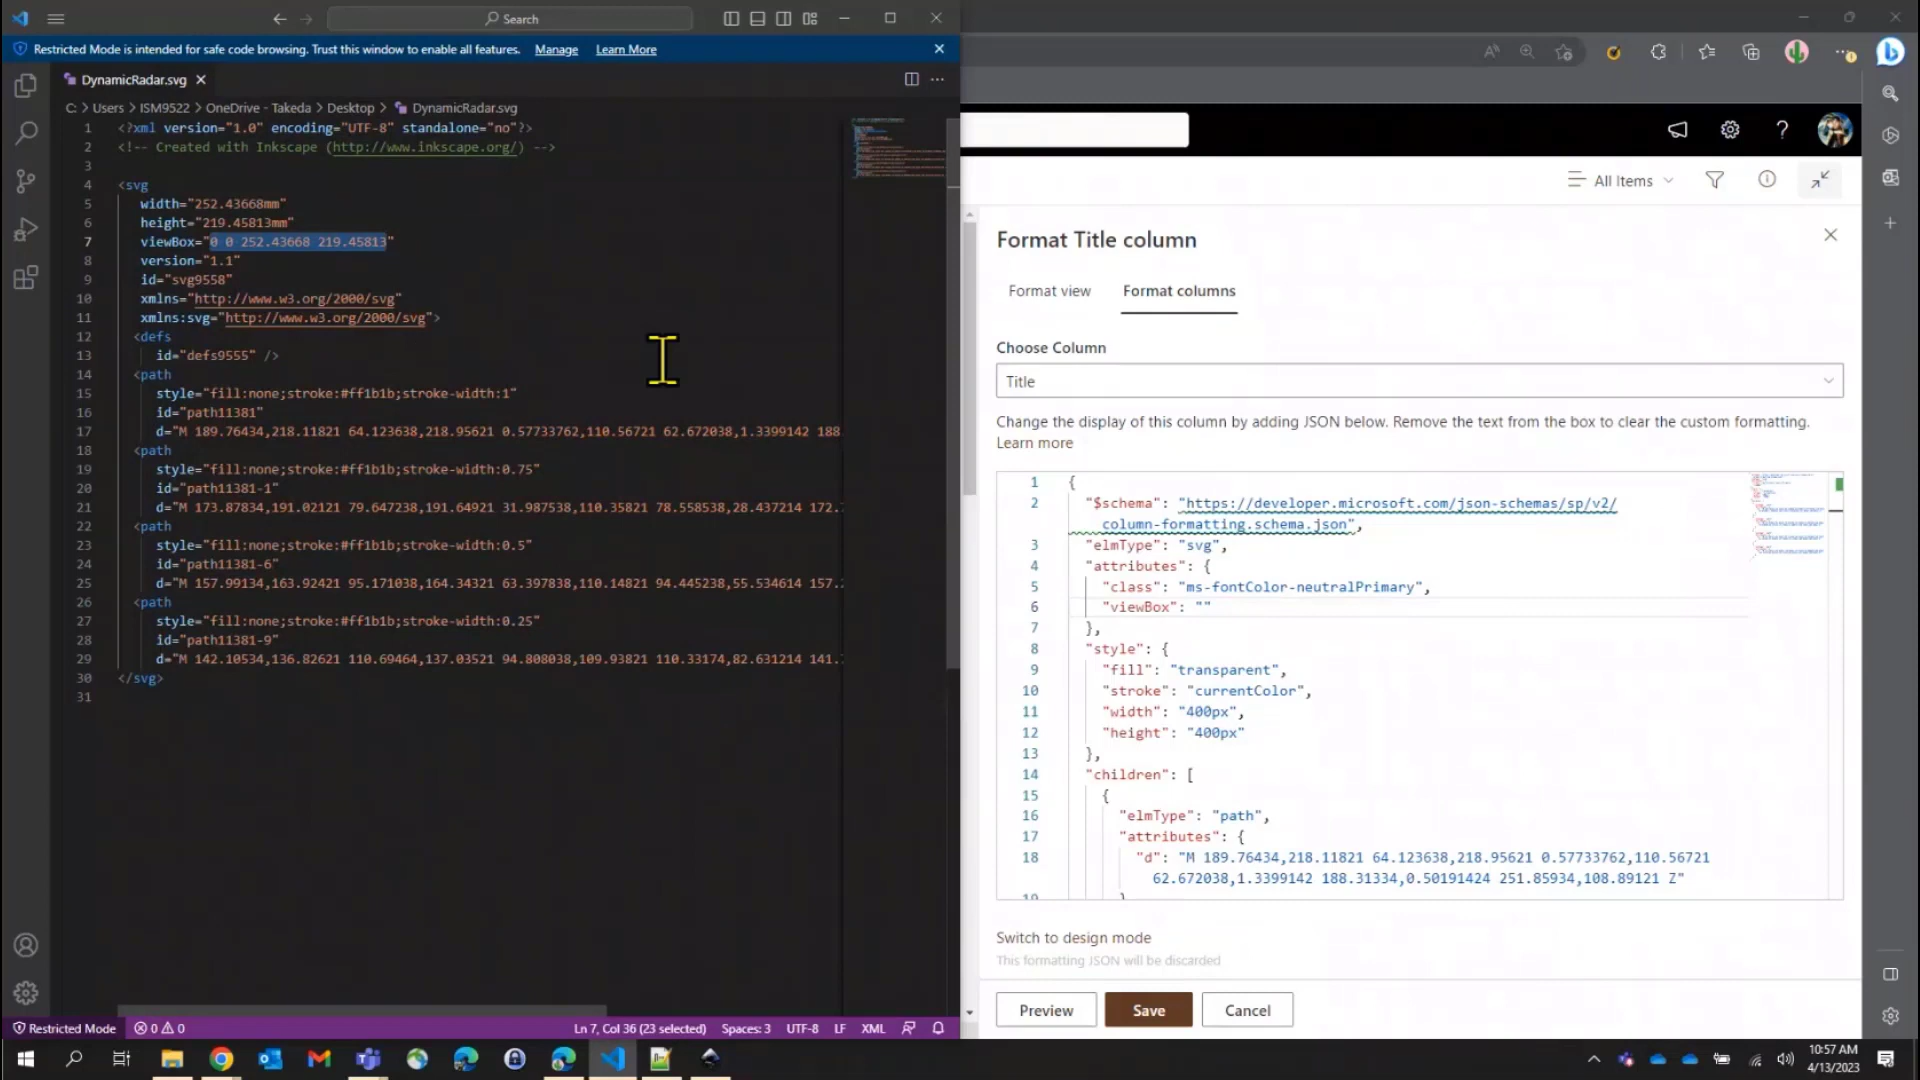 Search
Restricted Mode is intended for safe code browsing. Trust this window to enable all features. Manage Learn More
DynamicRadar.svg
C: > Users > ISM9522 > OneDrive - Takeda > Desktop > DynamicRadar.svg
1 <?xml version="1.0" encoding="UTF-8" standalone="no"?>
2 <!-- Created with Inkscape (http://www.inkscape.org/) -->
3
4 <svg
5 width="252.43668mm"
6 height="219.45813mm"
7 viewBox="0 0 252.43668 219.45813"
8 version="1.1"
9 id="svg9558"
10 xmlns="http://www.w3.org/2000/svg"
11 xmlns:svg="http://www.w3.org/2000/svg">
12 <defs
13 id="defs9555" />
14 <path
15 style="fill:none;stroke:#ff1b1b;stroke-width:1"
16 id="path11381"
17 d="M 189.76434,218.11821 64.123638,218.95621 0.57733762,110.56721 62.672038,1.3399142 188.
18 <path
19 style="fill:none;stroke:#ff1b1b;stroke-width:0.75"
20 id="path11381-1"
21 d="M 173.87834,191.02121 79.647238,191.64921 31.987538,110.35821 78.558538,28.437214 172.
22 <path
23 style="fill:none;stroke:#ff1b1b;stroke-width:0.5"
24 id="path11381-6"
25 d="M 157.99134,163.92421 95.171038,164.34321 63.397838,110.14821 94.445238,55.534614 157.
26 <path
27 style="fill:none;stroke:#ff1b1b;stroke-width:0.25"
28 id="path11381-9"
29 d="M 142.10534,136.82621 110.69464,137.03521 94.808038,109.93821 110.33174,82.631214 141.
30 </svg>
31
Restricted Mode 0 0 Ln 7, Col 36 (23 selected) Spaces: 3 UTF-8 LF XML
All Items
Format Title column
Format view Format columns
Choose Column
Title
Change the display of this column by adding JSON below. Remove the text from the box to clear the custom formatting.
Learn more
1 {
2 "$schema": "https://developer.microsoft.com/json-schemas/sp/v2/
column-formatting.schema.json",
3 "elmType": "svg",
4 "attributes": {
5 "class": "ms-fontColor-neutralPrimary",
6 "viewBox": ""
7 },
8 "style": {
9 "fill": "transparent",
10 "stroke": "currentColor",
11 "width": "400px",
12 "height": "400px"
13 },
14 "children": [
15 {
16 "elmType": "path",
17 "attributes": {
18 "d": "M 189.76434,218.11821 64.123638,218.95621 0.57733762,110.56721
62.672038,1.3399142 188.31334,0.50191424 251.85934,108.89121 Z"
19 }
Switch to design mode
This formatting JSON will be discarded
Preview Save Cancel
10:57 AM
4/13/2023